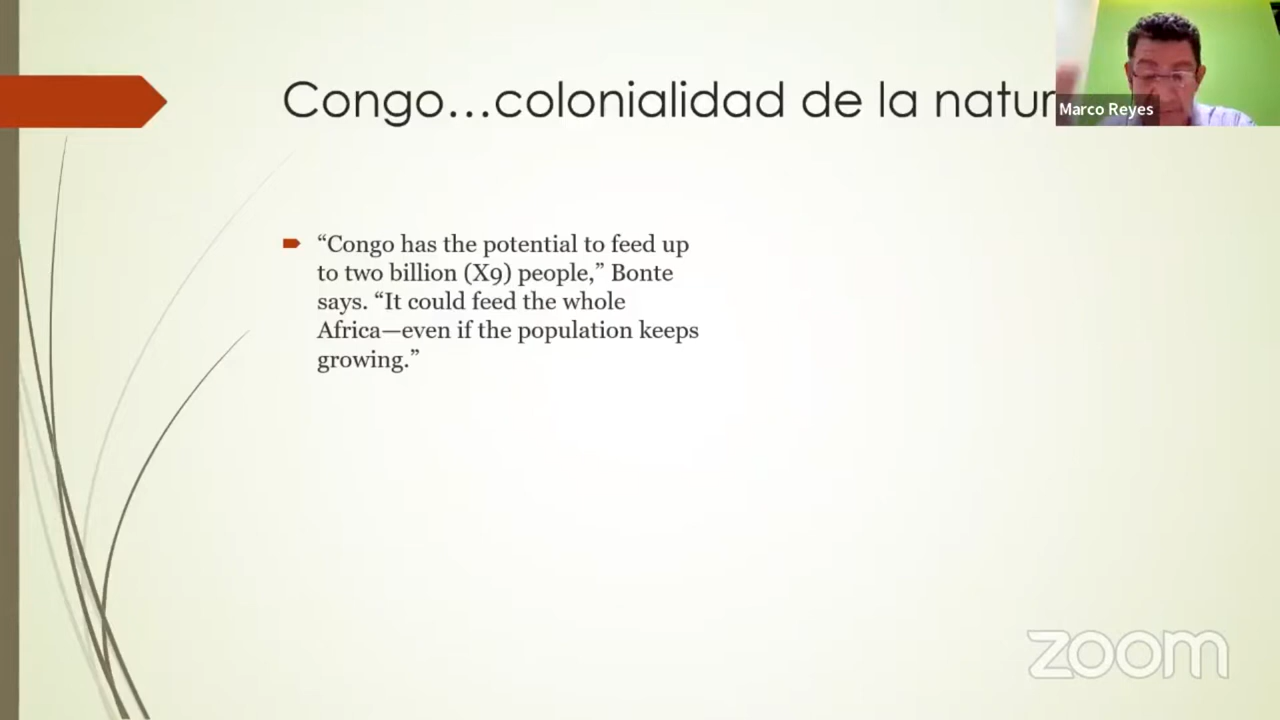 Congo...colonialidad de la natur
Marco Reyes
“Congo has the potential to feed up
to two billion (X9) people,” Bonte
says. “It could feed the whole
Africa—even if the population keeps
growing.”
zoom